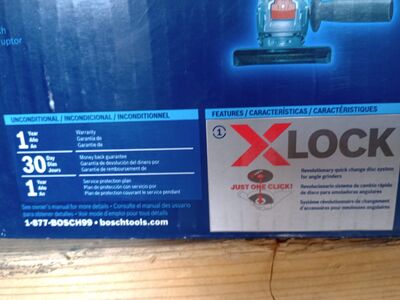 sh
ruptor
UNCONDITIONAL / INCONDICIONAL / INCONDITIONNEL
1 Year Año An
Warranty
Garantía de
Garantie de
30 Day Días Jours
Money back guarantee
Garantía de devolución del dinero por
Garantie de remboursement de
1 Year Año An
Service protection plan
Plan de protección con servicio por
Plan de protection couvrant le service pendant
See owner's manual for more details • Consulte el manual del usuario
para obtener detalles • Voir mode d'emploi pour tous détails
1-877-BOSCH99 • boschtools.com
FEATURES / CARACTERÍSTICAS / CARACTÉRISTIQUES
1
X LOCK
JUST ONE CLICK!
Revolutionary quick change disc system
for angle grinders
Revolucionario sistema de cambio rápido
de disco para amoladoras angulares
Système révolutionnaire de changement
d'accessoires pour meuleuses angulaires